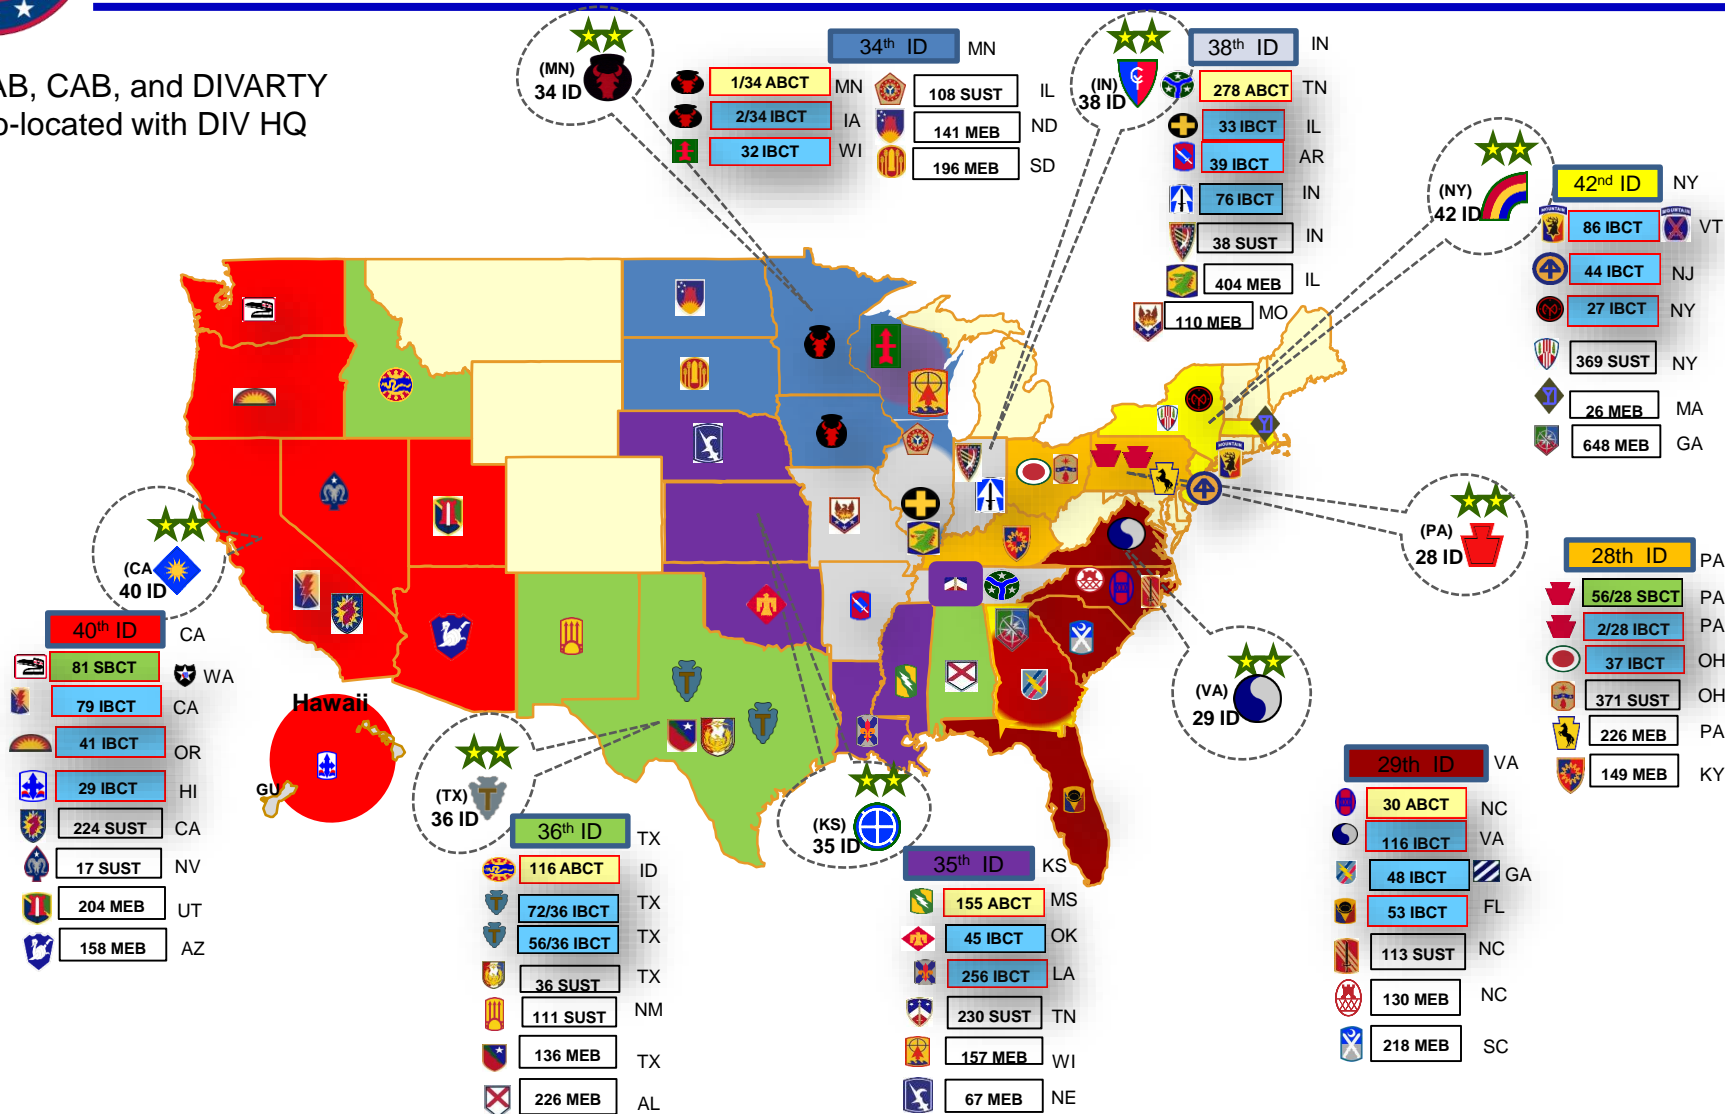 AB, CAB, and DIVARTY
o-located with DIV HQ
(MN)
34 ID
34th ID MN
1/34 ABCT MN
2/34 IBCT IA
32 IBCT WI
108 SUST IL
141 MEB ND
196 MEB SD
(IN)
38 ID
38th ID IN
278 ABCT TN
33 IBCT IL
39 IBCT AR
76 IBCT IN
38 SUST IN
404 MEB IL
110 MEB MO
(NY)
42 ID
42nd ID NY
MOUNTAIN 86 IBCT MOUNTAIN VT
44 IBCT NJ
27 IBCT NY
369 SUST NY
26 MEB MA
648 MEB GA
MOUNTAIN
(PA)
28 ID
28th ID PA
56/28 SBCT PA
2/28 IBCT PA
37 IBCT OH
371 SUST OH
226 MEB PA
149 MEB KY
(CA
40 ID
40th ID CA
81 SBCT WA
79 IBCT CA
41 IBCT OR
29 IBCT HI
224 SUST CA
17 SUST NV
204 MEB UT
158 MEB AZ
Hawaii
GU
(TX)
36 ID
36th ID TX
116 ABCT ID
72/36 IBCT TX
56/36 IBCT TX
36 SUST TX
111 SUST NM
136 MEB TX
226 MEB AL
(KS)
35 ID
35th ID KS
155 ABCT MS
45 IBCT OK
256 IBCT LA
230 SUST TN
157 MEB WI
67 MEB NE
(VA)
29 ID
29th ID VA
30 ABCT NC
116 IBCT VA
48 IBCT GA
53 IBCT FL
113 SUST NC
130 MEB NC
218 MEB SC